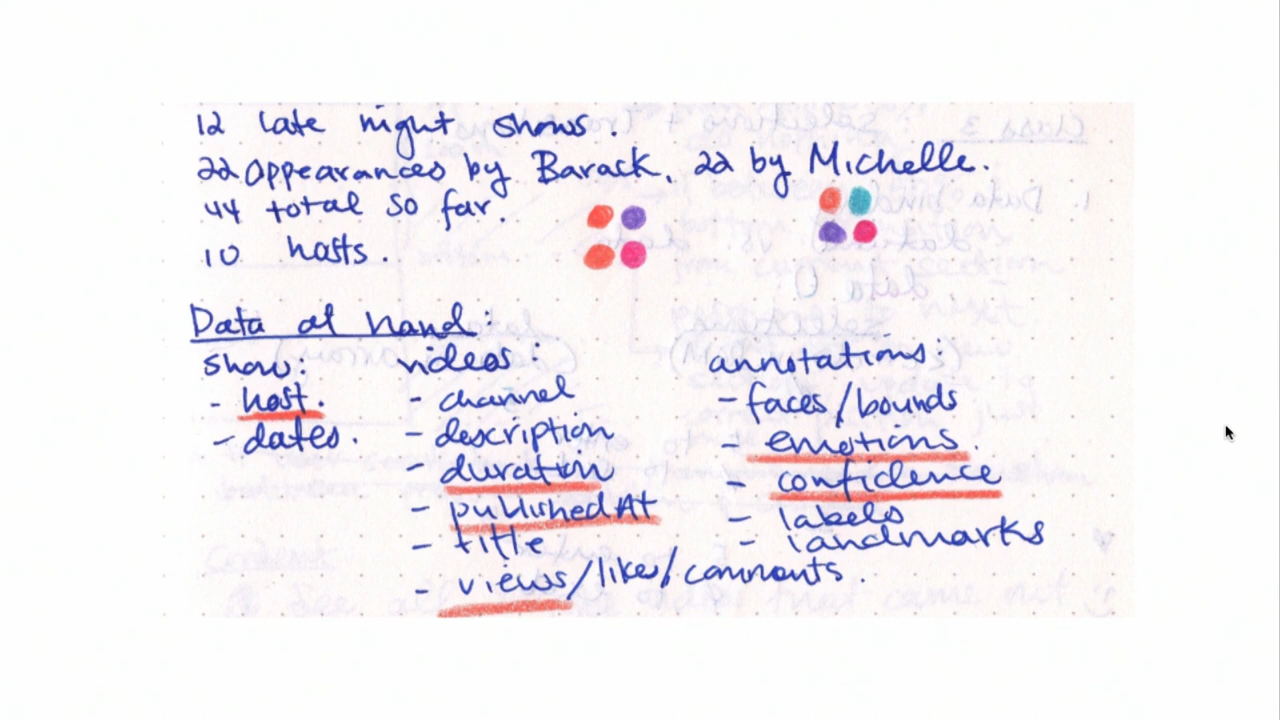 12 late night shows.
22 appearances by Barack, 22 by Michelle.
44 total so far.
10 hosts.
Data at hand:
show:
- host.
- dates.
videos:
- channel
- description
- duration
- publishedAt
- title
- views/likes/comments.
annotations:
- faces/bounds
- emotions.
- confidence
- labels
- landmarks